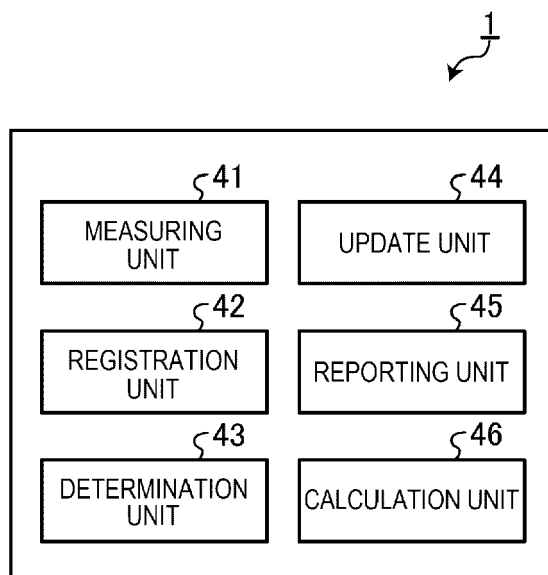 1
41
MEASURING
UNIT
44
UPDATE UNIT
42
REGISTRATION
UNIT
45
REPORTING UNIT
43
DETERMINATION
UNIT
46
CALCULATION UNIT